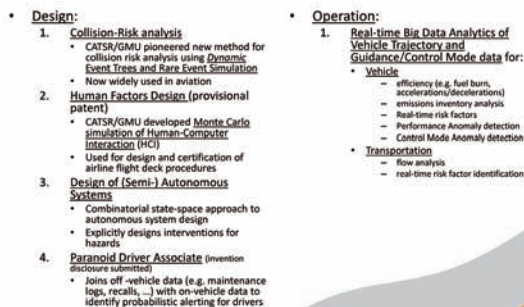 • Design:
1. Collision-Risk analysis
• CATSR/GMU pioneered new method for
collision risk analysis using Dynamic
Event Trees and Rare Event Simulation
• Now widely used in aviation
2. Human Factors Design (provisional
patent)
• CATSR/GMU developed Monte Carlo
simulation of Human-Computer
Interaction (HCI)
• Used for design and certification of
airline flight deck procedures
3. Design of (Semi-) Autonomous
Systems
• Combinatorial state-space approach to
autonomous system design
• Explicitly designs interventions for
hazards
4. Paranoid Driver Associate (invention
disclosure submitted)
• Joins off -vehicle data (e.g. maintenance
logs, recalls, ...) with on-vehicle data to
identify probabilistic alerting for drivers
• Operation:
1. Real-time Big Data Analytics of
Vehicle Trajectory and
Guidance/Control Mode data for:
• Vehicle
– efficiency (e.g. fuel burn,
accelerations/decelerations)
– emissions inventory analysis
– Real-time risk factors
– Performance Anomaly detection
– Control Mode Anomaly detection
• Transportation
– flow analysis
– real-time risk factor identification